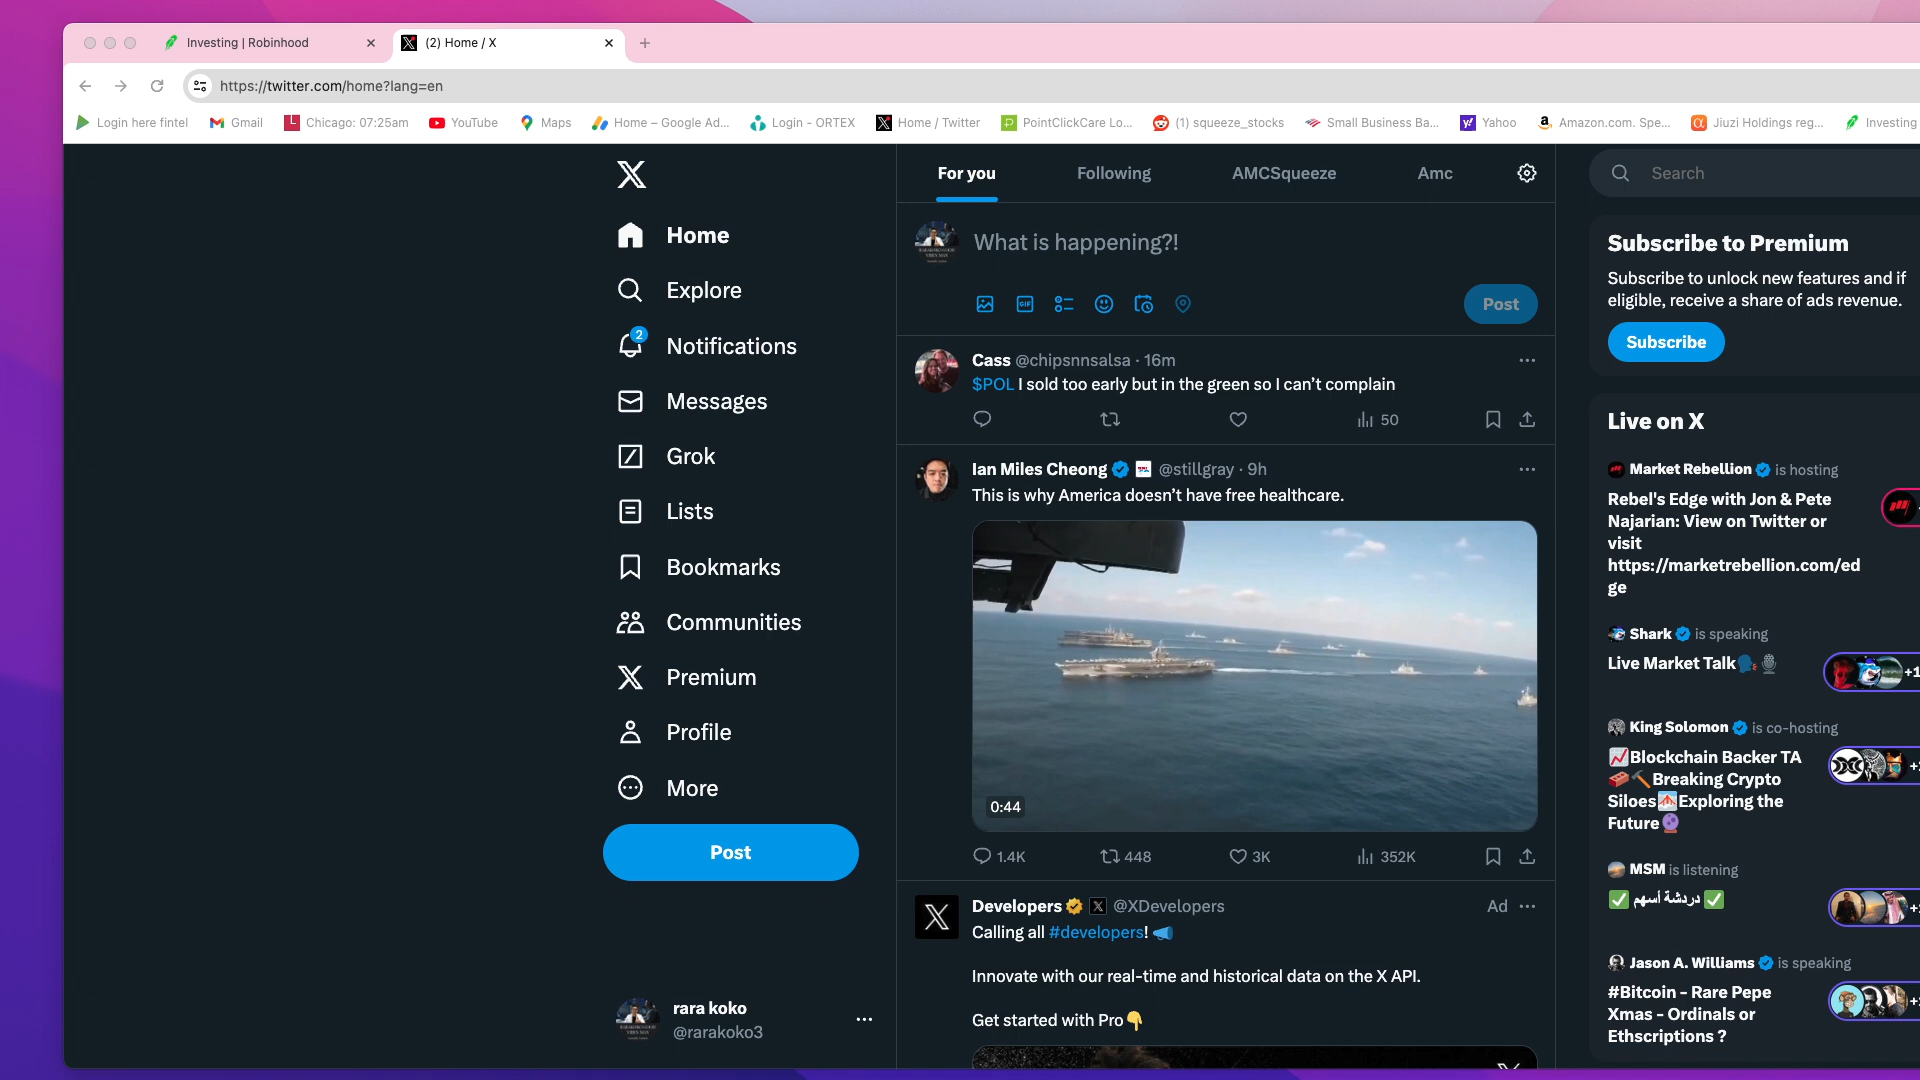 Investing | Robinhood
(2) Home / X
https://twitter.com/home?lang=en
Login here fintel
Gmail
Chicago: 07:25am
YouTube
Maps
Home – Google Ad...
Login - ORTEX
Home / Twitter
PointClickCare Lo...
(1) squeeze_stocks
Small Business Ba...
Yahoo
Amazon.com. Spe...
Jiuzi Holdings reg...
Investing
Home
Explore
2
Notifications
Messages
Grok
Lists
Bookmarks
Communities
Premium
Profile
More
Post
rara koko
@rarakoko3
For you
Following
AMCSqueeze
Amc
What is happening?!
GIF
Post
Cass @chipsnnsalsa · 16m
$POL I sold too early but in the green so I can’t complain
50
Ian Miles Cheong @stillgray · 9h
This is why America doesn’t have free healthcare.
0:44
1.4K
448
3K
352K
Developers @XDevelopers
Ad
Calling all #developers!
Innovate with our real-time and historical data on the X API.
Get started with Pro
Search
Subscribe to Premium
Subscribe to unlock new features and if
eligible, receive a share of ads revenue.
Subscribe
Live on X
Market Rebellion is hosting
Rebel's Edge with Jon & Pete
Najarian: View on Twitter or
visit
https://marketrebellion.com/ed
ge
Shark is speaking
Live Market Talk
+1
King Solomon is co-hosting
Blockchain Backer TA
Breaking Crypto
Siloes Exploring the
Future
MSM is listening
دردشة أسهم
Jason A. Williams is speaking
#Bitcoin - Rare Pepe
Xmas - Ordinals or
Ethscriptions ?